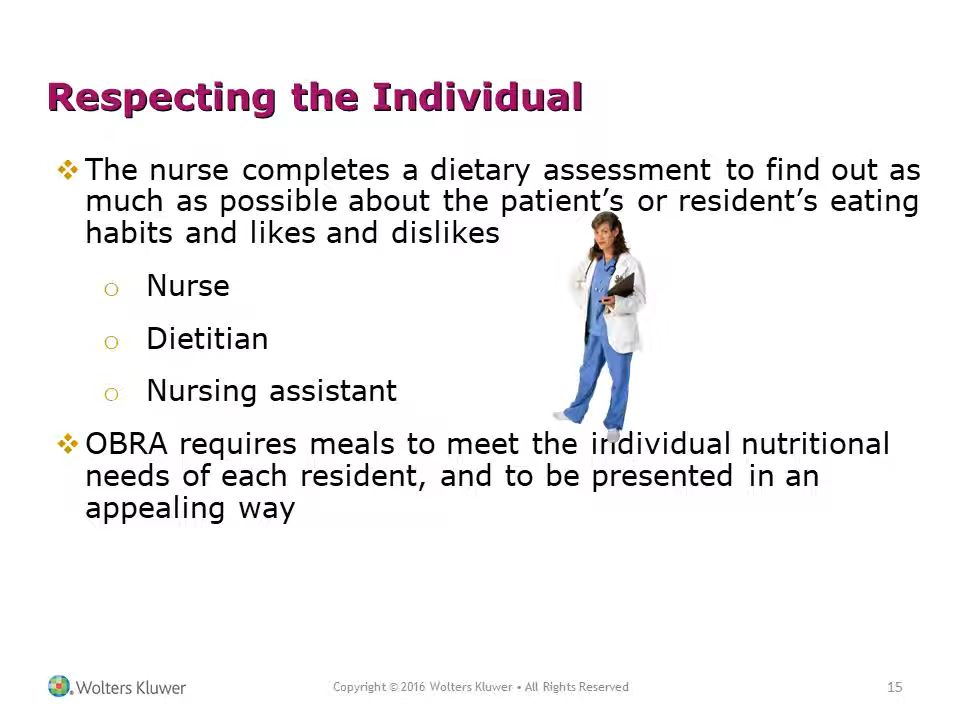 Respecting the Individual
The nurse completes a dietary assessment to find out as
much as possible about the patient’s or resident’s eating
habits and likes and dislikes
Nurse
Dietitian
Nursing assistant
OBRA requires meals to meet the individual nutritional
needs of each resident, and to be presented in an
appealing way
Wolters Kluwer
Copyright © 2016 Wolters Kluwer • All Rights Reserved
15